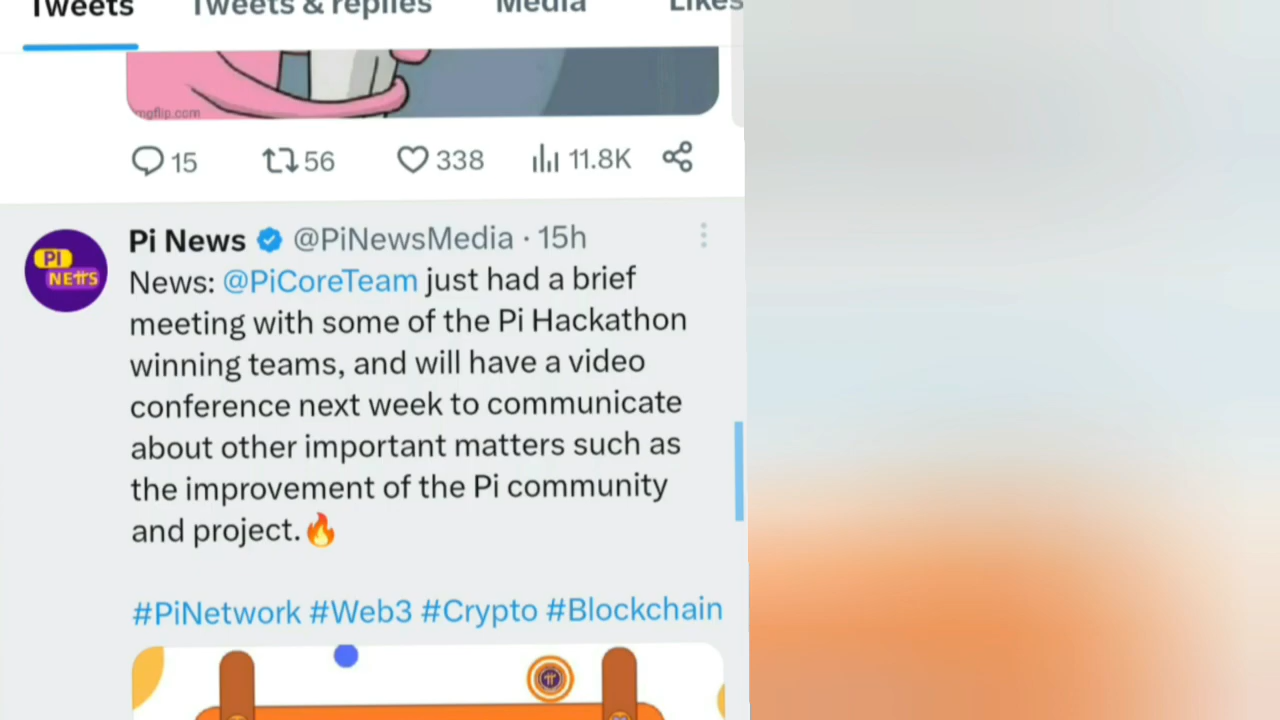 Tweets Tweets & replies Media Likes
mgflip.com
15 56 338 11.8K
Pi News @PiNewsMedia · 15h
PI
NEWS
News: @PiCoreTeam just had a brief
meeting with some of the Pi Hackathon
winning teams, and will have a video
conference next week to communicate
about other important matters such as
the improvement of the Pi community
and project.🔥
#PiNetwork #Web3 #Crypto #Blockchain